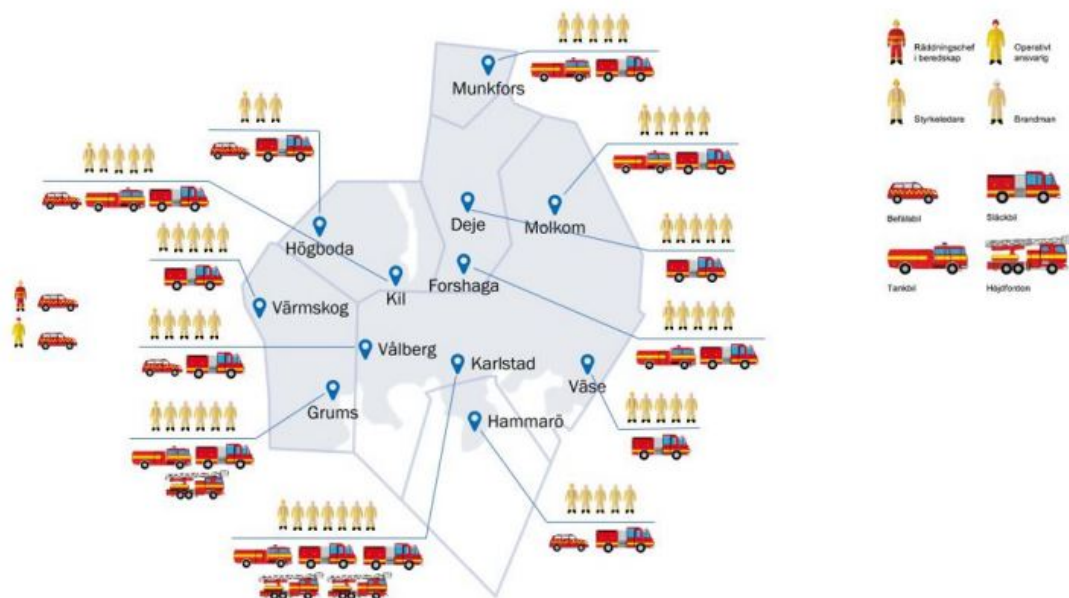 Munkfors
Högboda
Deje
Molkom
Kil
Forshaga
Värmskog
Vålberg
Karlstad
Väse
Grums
Hammarö
Räddningschef
i beredskap
Operativt
ansvarig
Styrkeledare
Brandman
Befälsbil
Släckbil
Tankbil
Höjdfordon